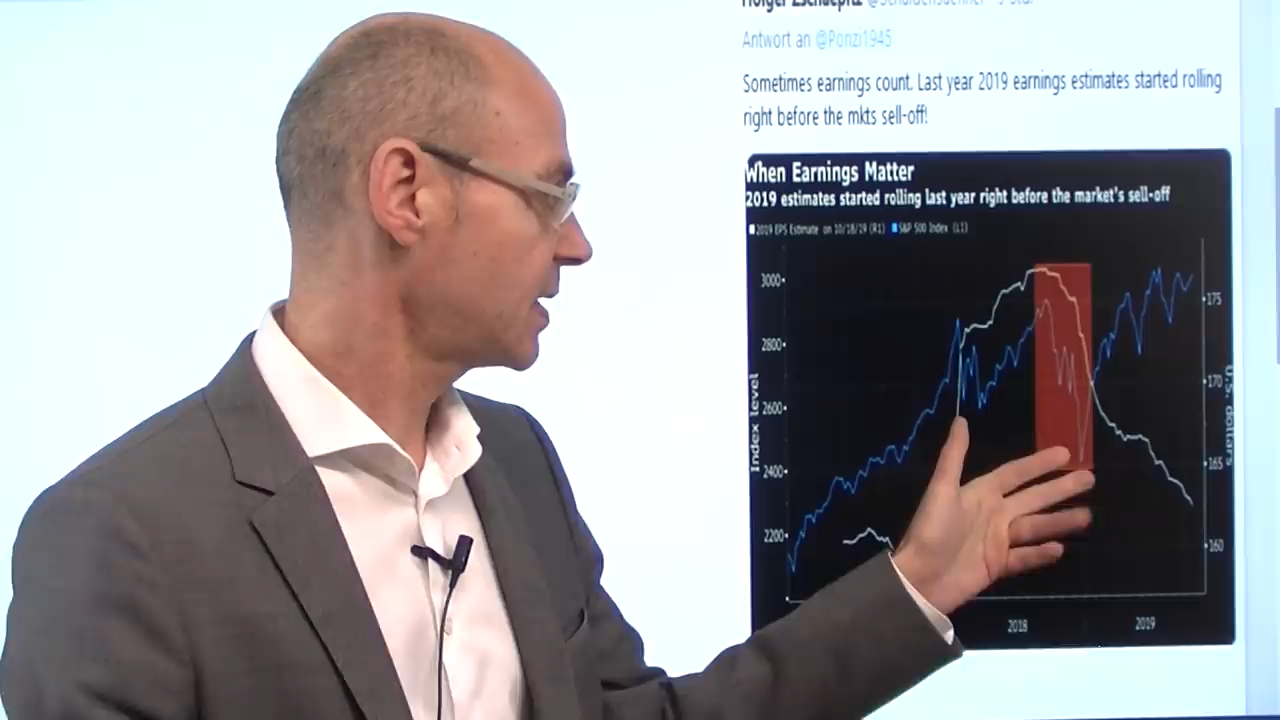 Holger Zschaepitz @Schuldensuehner
Antwort an @Ponzi1945
Sometimes earnings count. Last year 2019 earnings estimates started rolling
right before the mkts sell-off!
When Earnings Matter
2019 estimates started rolling last year right before the market's sell-off
2019 EPS Estimate on 10/18/19 (R1) S&P 500 Index (L1)
3000
2800
2600
2400
2200
Index level
175
170
165
160
U.S. dollars
2018 2019